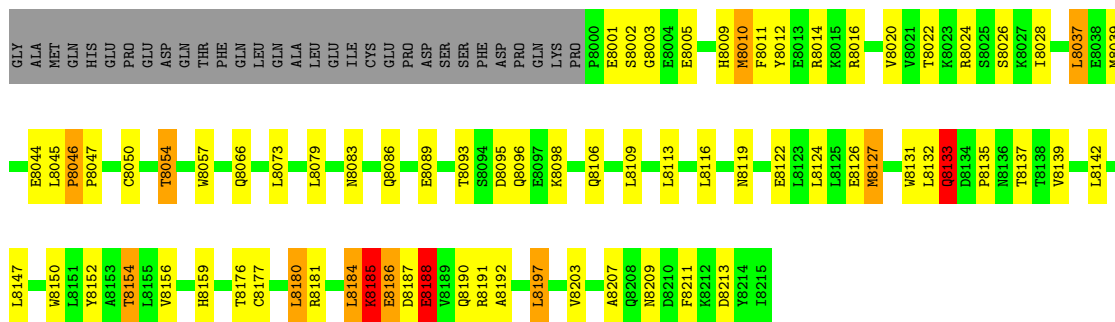 GLY ALA MET GLN HIS GLU PRO GLU ASP GLN THR PHE GLN LEU GLN ALA LEU GLU ILE CYS GLU PRO ASP SER SER PHE ASP PRO GLN LYS PRO P8000 E8001 S8002 G8003 E8004 E8005 H8009 M8010 F8011 Y8012 E8013 R8014 K8015 R8016 V8020 V8021 T8022 K8023 R8024 S8025 S8026 K8027 I8028 L8037 E8038 M8039
E8044 L8045 P8046 P8047 C8050 T8054 W8057 Q8066 L8073 L8079 N8083 Q8086 E8089 T8093 S8094 D8095 Q8096 E8097 K8098 Q8106 L8109 L8113 L8116 N8119 E8122 L8123 L8124 L8125 E8126 M8127 W8131 L8132 Q8133 D8134 P8135 N8136 T8137 T8138 V8139 L8142
L8147 W8150 L8151 Y8152 A8153 T8154 L8155 V8156 H8159 T8176 C8177 L8180 R8181 L8184 K8185 E8186 D8187 E8188 V8189 Q8190 R8191 A8192 L8197 V8203 A8207 Q8208 N8209 D8210 F8211 K8212 D8213 Y8214 I8215